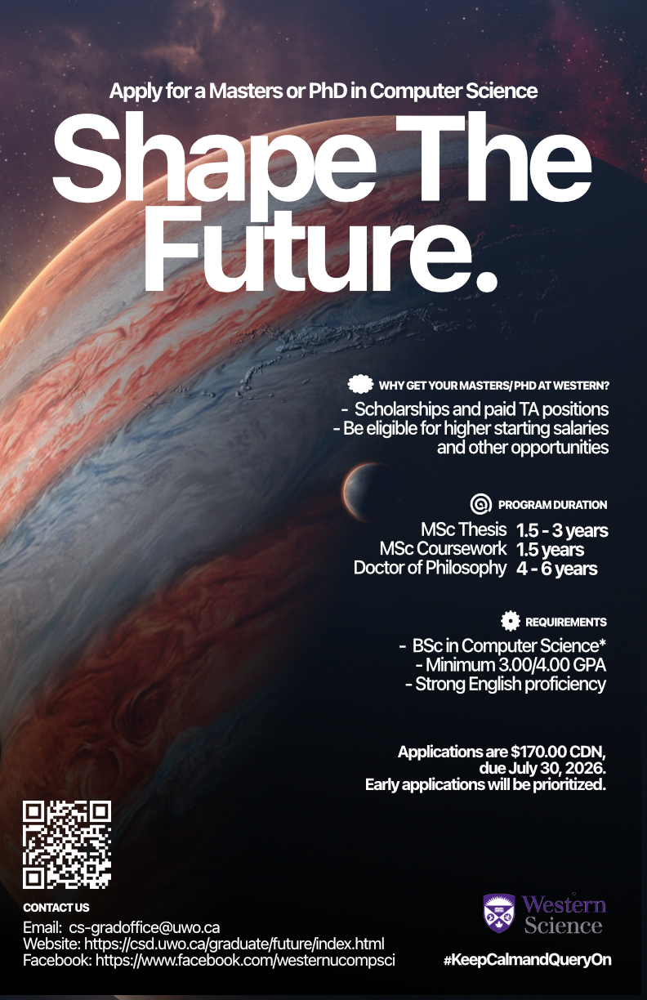 Apply for a Masters or PhD in Computer Science
Shape The
Future.
WHY GET YOUR MASTERS/PHD AT WESTERN?
- Scholarships and paid TA positions
- Be eligible for higher starting salaries
and other opportunities
PROGRAM DURATION
MSc Thesis 1.5 - 3 years
MSc Coursework 1.5 years
Doctor of Philosophy 4 - 6 years
REQUIREMENTS
- BSc in Computer Science*
- Minimum 3.00/4.00 GPA
- Strong English proficiency
Applications are $170.00 CDN,
due July 30, 2026.
Early applications will be prioritized.
CONTACT US
Email: cs-gradoffice@uwo.ca
Website: https://csd.uwo.ca/graduate/future/index.html
Facebook: https://www.facebook.com/westernucompsci
Western
Science
#KeepCalmandQueryOn